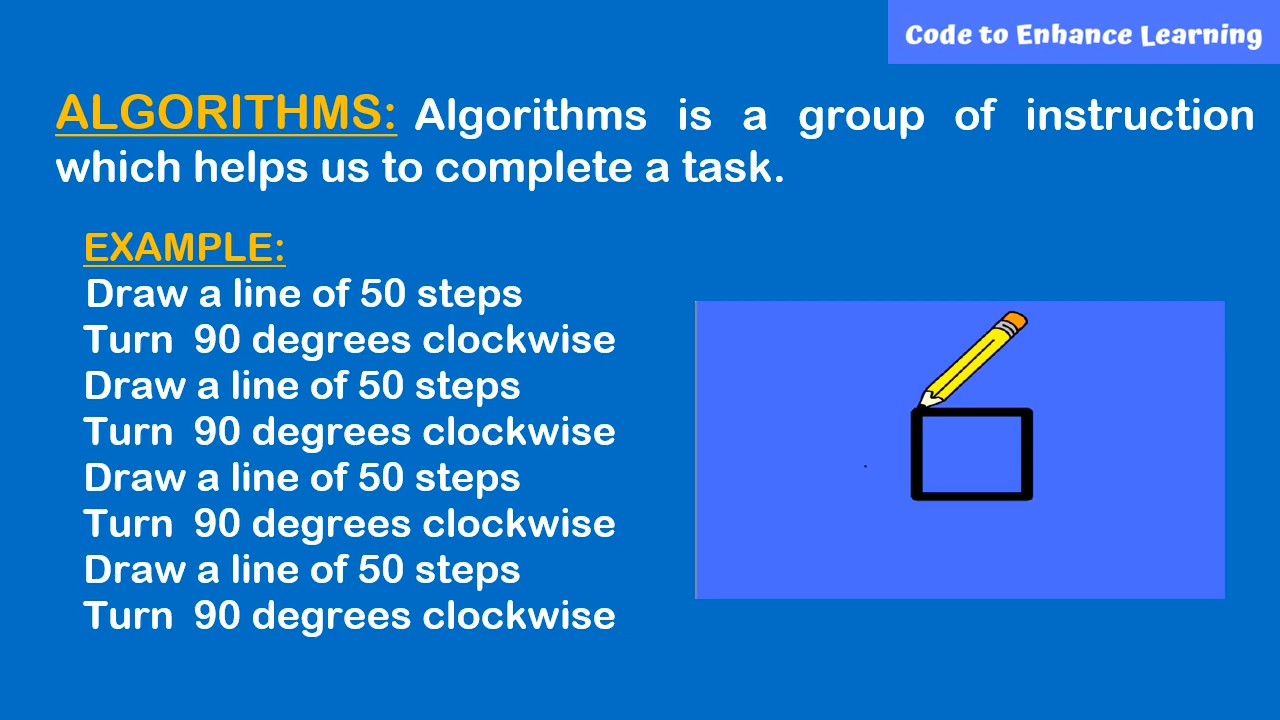 Code to Enhance Learning
ALGORITHMS: Algorithms is a group of instruction
which helps us to complete a task.
EXAMPLE:
Draw a line of 50 steps
Turn 90 degrees clockwise
Draw a line of 50 steps
Turn 90 degrees clockwise
Draw a line of 50 steps
Turn 90 degrees clockwise
Draw a line of 50 steps
Turn 90 degrees clockwise